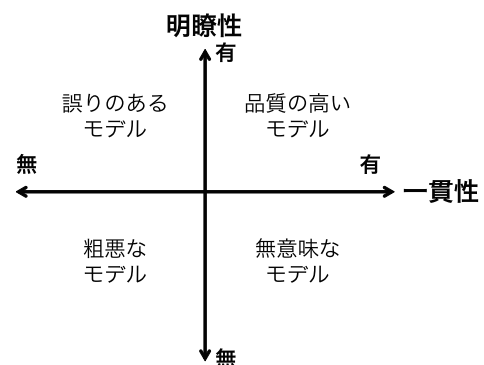 明瞭性
有
誤りのある
モデル
品質の高い
モデル
無
有
一貫性
粗悪な
モデル
無意味な
モデル
無